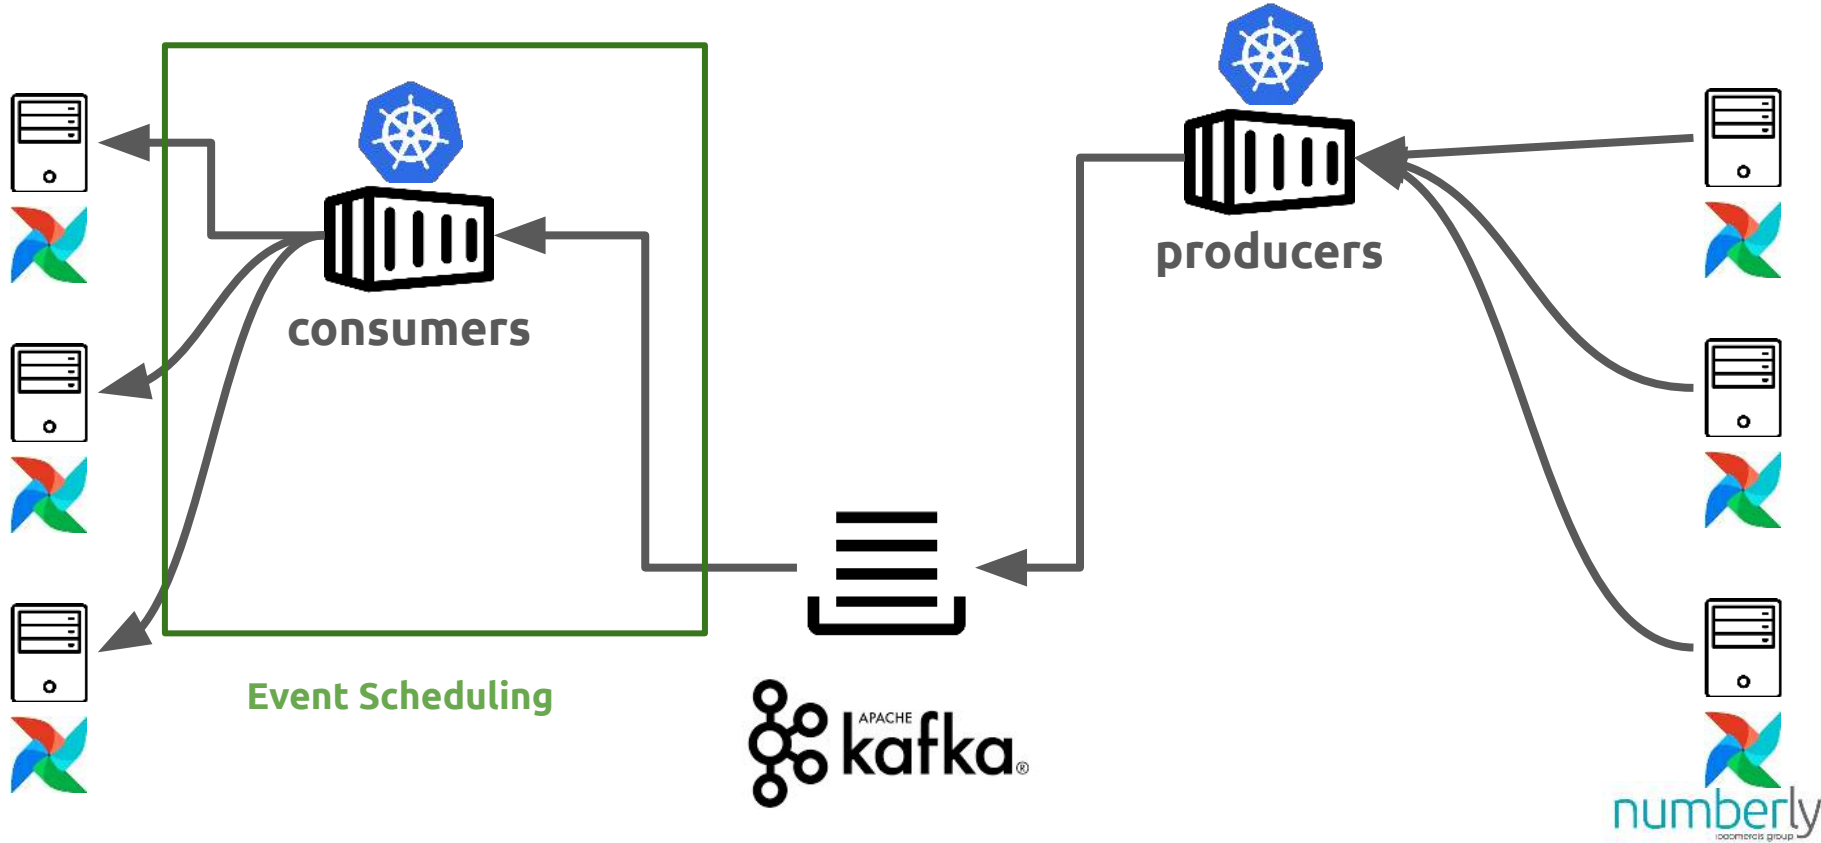 producers
consumers
Event Scheduling
APACHE
kafka®
numberly